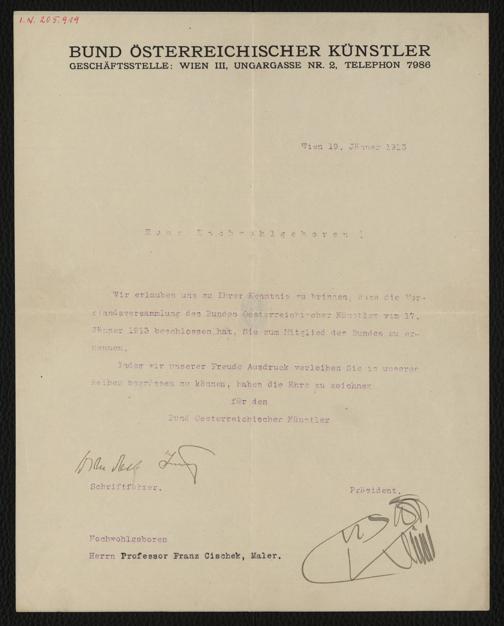 I.N. 205.919
BUND ÖSTERREICHISCHER KÜNSTLER
GESCHÄFTSSTELLE: WIEN III, UNGARGASSE NR. 2, TELEPHON 7986
Wien 19. Jänner 1913
Euer Hochwohlgeboren !
Wir erlauben uns zu Ihrer Kenntnis zu bringen, dass die Vor-
standsversammlung des Bundes Oesterreichischer Künstler vom 17.
Jänner 1913 beschlossen hat, Sie zum Mitglied des Bundes zu er-
nennen.
Indem wir unserer Freude Ausdruck verleihen Sie in unseren
Reihen begrüssen zu können, haben die Ehre zu zeichnen
für den
Bund Oesterreichischer Künstler
Schriftführer.
Präsident.
Hochwohlgeboren
Herrn Professor Franz Cischek, Maler.